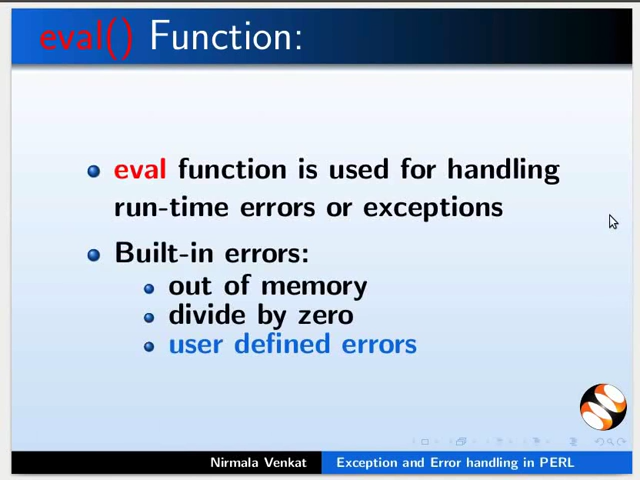 eval() Function:
eval function is used for handling
run-time errors or exceptions
Built-in errors:
out of memory
divide by zero
user defined errors
Nirmala Venkat Exception and Error handling in PERL